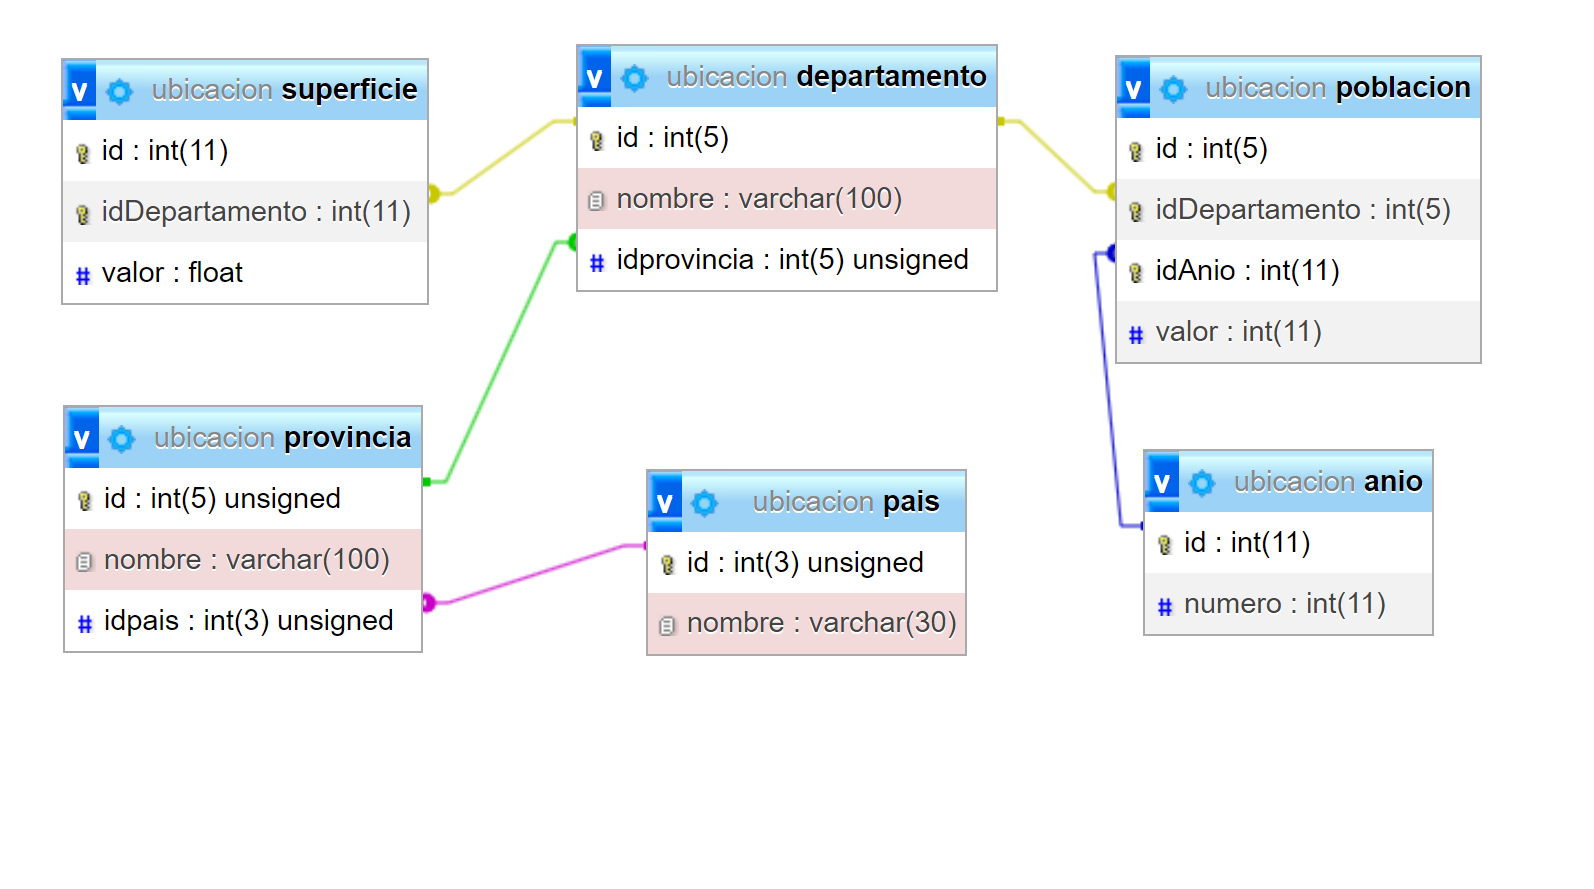 v ubicacion superficie
id : int(11)
idDepartamento : int(11)
# valor : float
v ubicacion departamento
id : int(5)
nombre : varchar(100)
# idprovincia : int(5) unsigned
v ubicacion poblacion
id : int(5)
idDepartamento : int(5)
idAnio : int(11)
# valor : int(11)
v ubicacion provincia
id : int(5) unsigned
nombre : varchar(100)
# idpais : int(3) unsigned
v ubicacion pais
id : int(3) unsigned
nombre : varchar(30)
v ubicacion anio
id : int(11)
# numero : int(11)